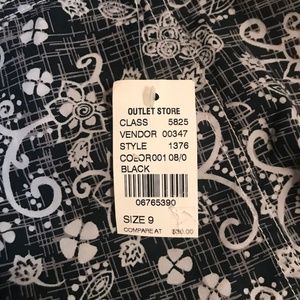 OUTLET STORE
CLASS 5825
VENDOR 00347
STYLE 1376
COLOR001 08/0
BLACK
06765390
SIZE 9
COMPARE AT $30.00